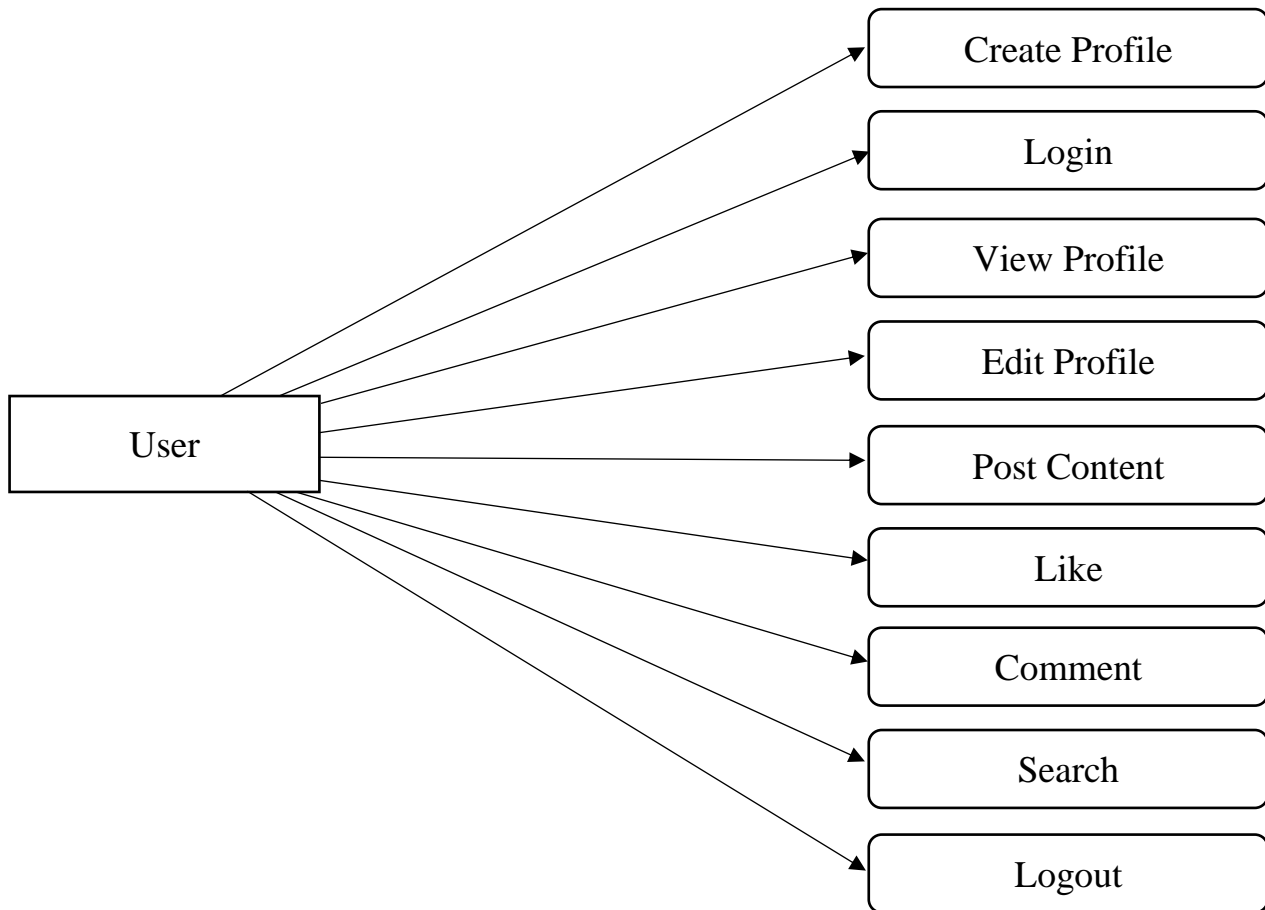 Create Profile
Login
View Profile
Edit Profile
User
Post Content
Like
Comment
Search
Logout